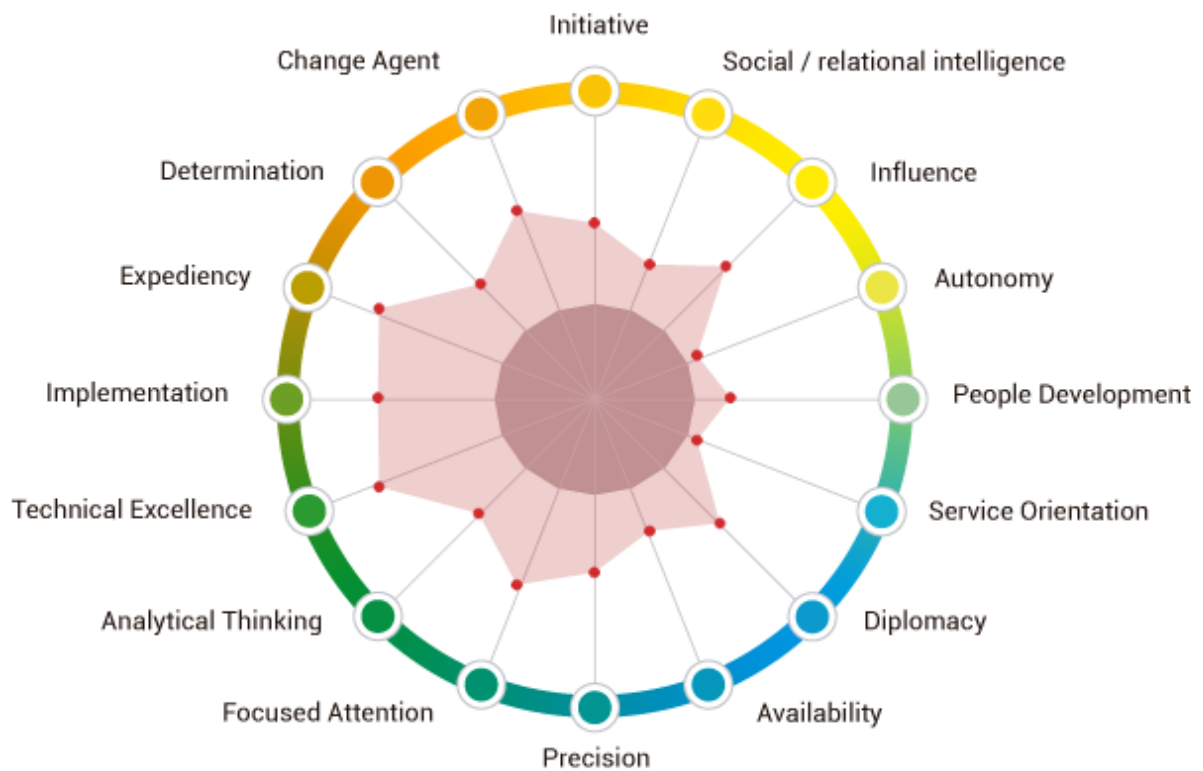 Initiative
Social / relational intelligence
Change Agent
Influence
Determination
Autonomy
Expediency
People Development
Implementation
Service Orientation
Technical Excellence
Diplomacy
Analytical Thinking
Availability
Focused Attention
Precision